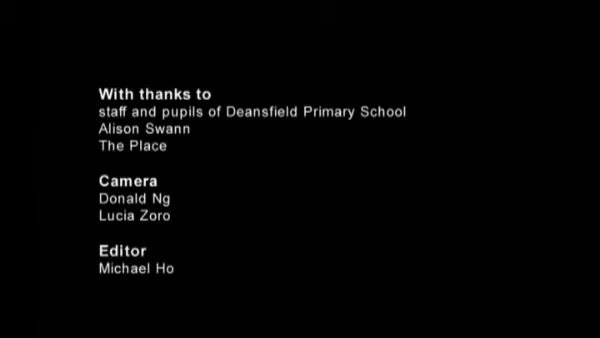 With thanks to
staff and pupils of Deansfield Primary School
Alison Swann
The Place
Camera
Donald Ng
Lucia Zoro
Editor
Michael Ho